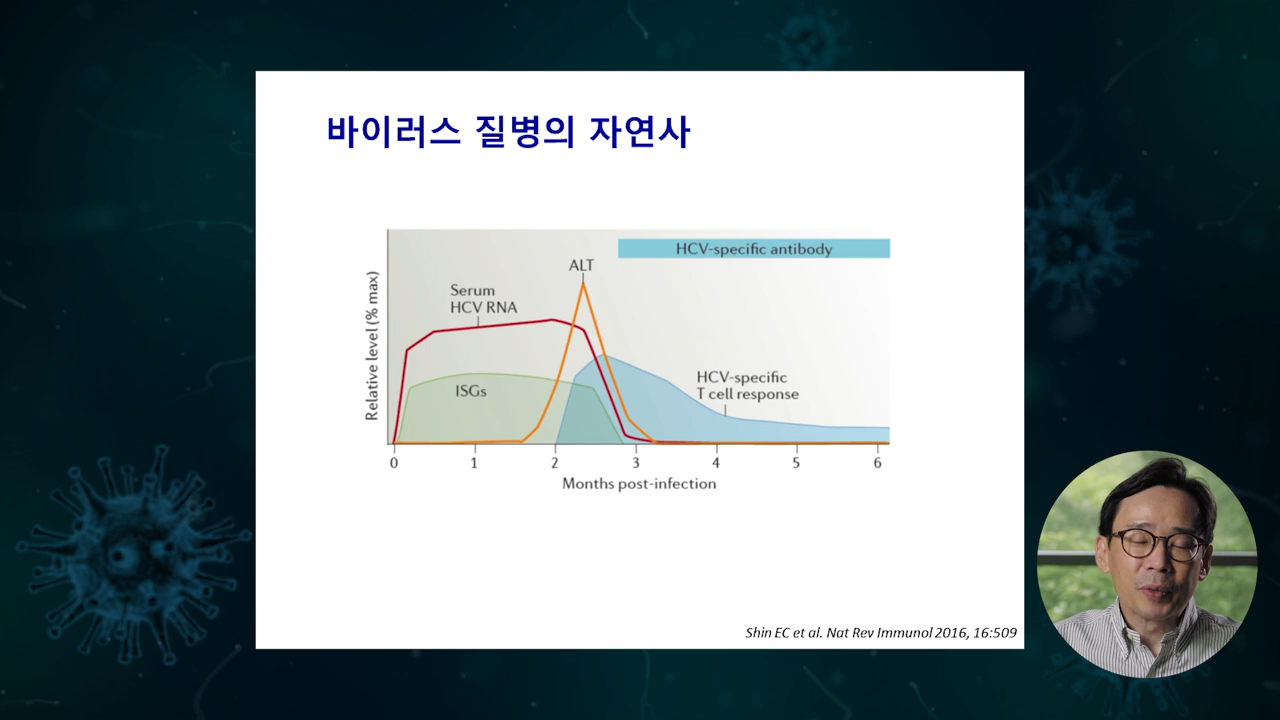 바이러스 질병의 자연사
HCV-specific antibody
ALT
Serum
HCV RNA
ISGs
HCV-specific
T cell response
Relative level (% max)
0 1 2 3 4 5 6
Months post-infection
Shin EC et al. Nat Rev Immunol 2016, 16:509